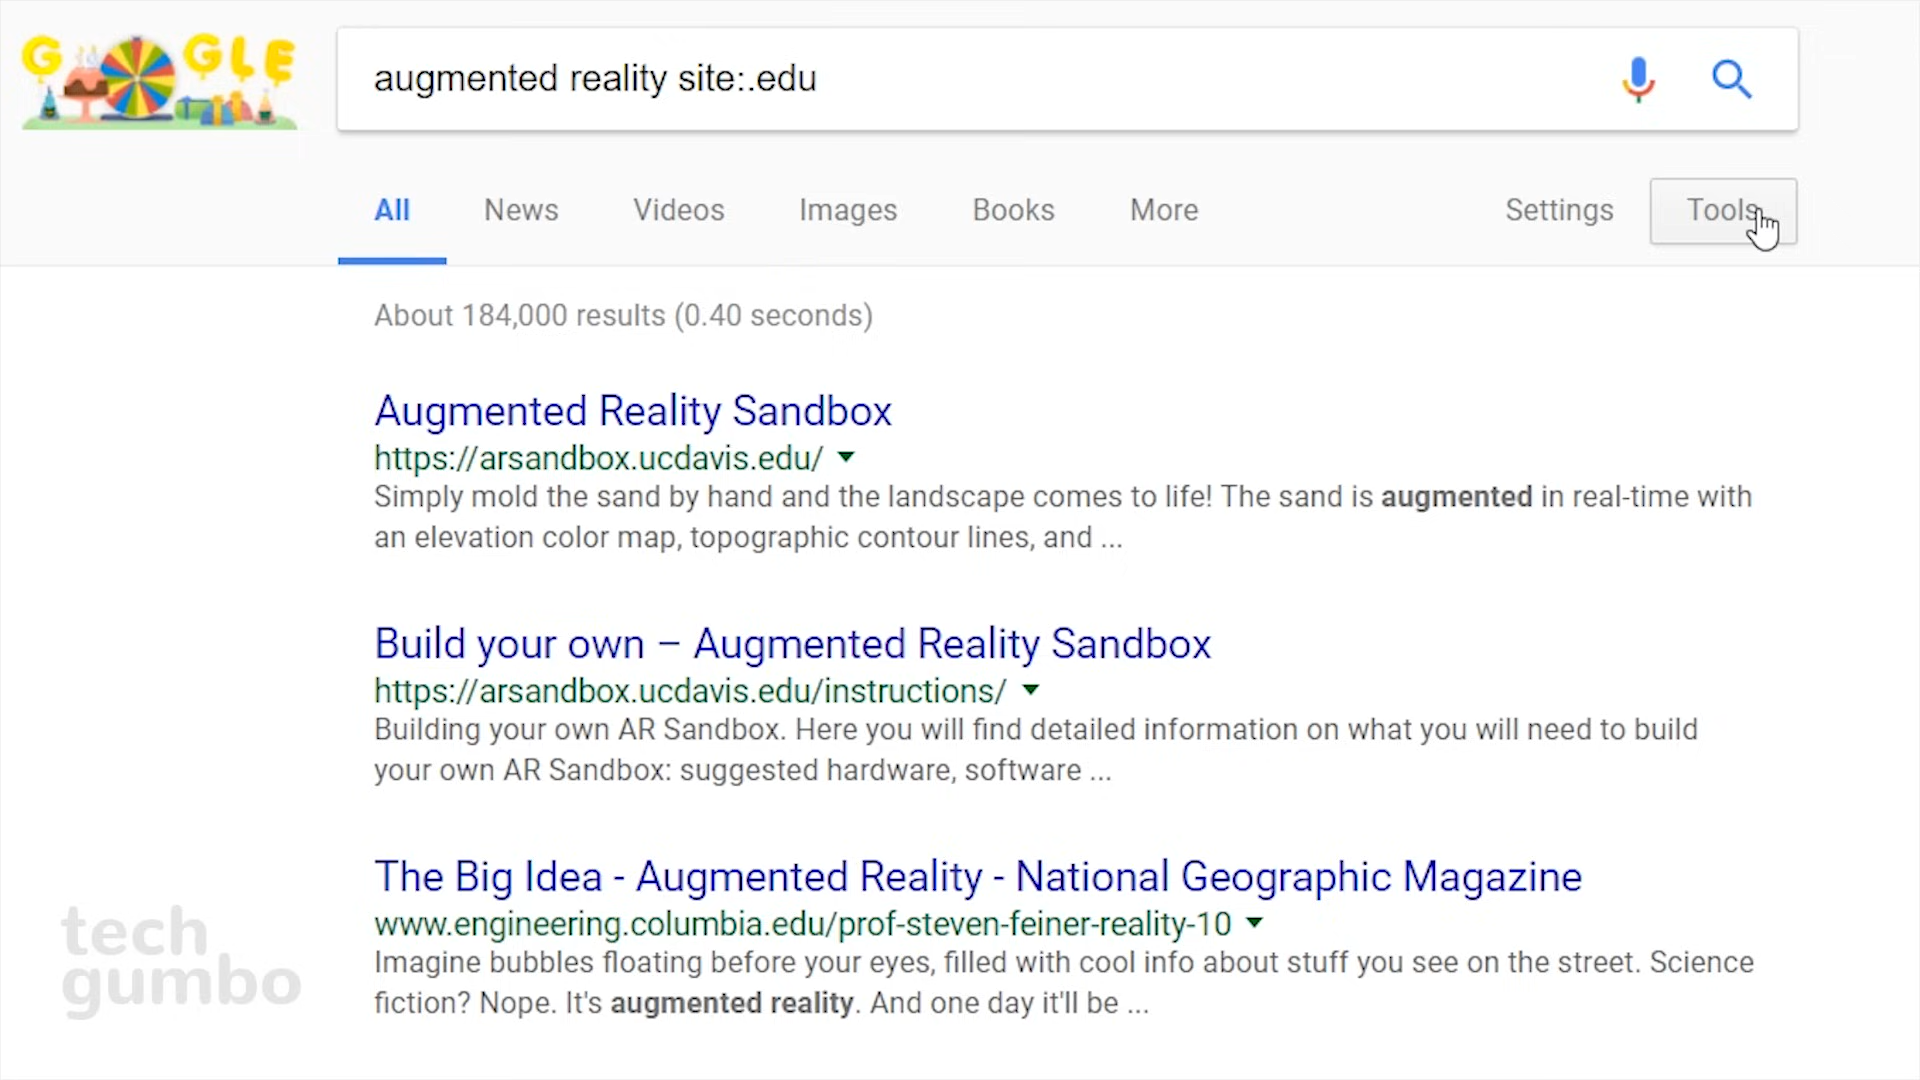 GOOGLE
augmented reality site:.edu
All News Videos Images Books More Settings Tools
About 184,000 results (0.40 seconds)
Augmented Reality Sandbox
https://arsandbox.ucdavis.edu/
Simply mold the sand by hand and the landscape comes to life! The sand is augmented in real-time with
an elevation color map, topographic contour lines, and ...
Build your own – Augmented Reality Sandbox
https://arsandbox.ucdavis.edu/instructions/
Building your own AR Sandbox. Here you will find detailed information on what you will need to build
your own AR Sandbox: suggested hardware, software ...
The Big Idea - Augmented Reality - National Geographic Magazine
www.engineering.columbia.edu/prof-steven-feiner-reality-10
Imagine bubbles floating before your eyes, filled with cool info about stuff you see on the street. Science
fiction? Nope. It's augmented reality. And one day it'll be ...
tech
gumbo